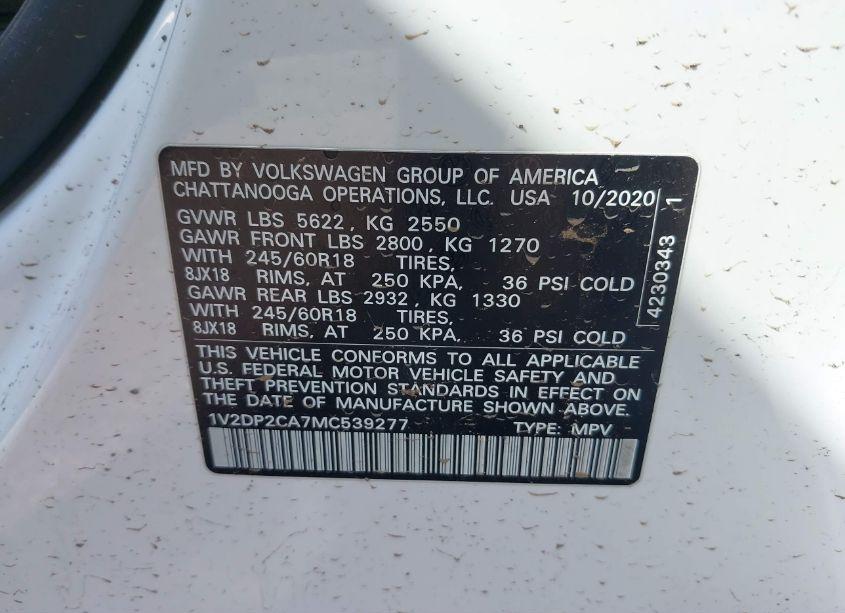 MFD BY VOLKSWAGEN GROUP OF AMERICA
CHATTANOOGA OPERATIONS, LLC. USA 10/2020
GVWR LBS 5622, KG 2550
GAWR FRONT LBS 2800, KG 1270
WITH 245/60R18 TIRES,
8JX18 RIMS, AT 250 KPA, 36 PSI COLD
GAWR REAR LBS 2932, KG 1330
WITH 245/60R18 TIRES,
8JX18 RIMS, AT 250 KPA, 36 PSI COLD
THIS VEHICLE CONFORMS TO ALL APPLICABLE
U.S. FEDERAL MOTOR VEHICLE SAFETY AND
THEFT PREVENTION STANDARDS IN EFFECT ON
THE DATE OF MANUFACTURE SHOWN ABOVE.
1V2DP2CA7MC539277 TYPE: MPV
4230343 1